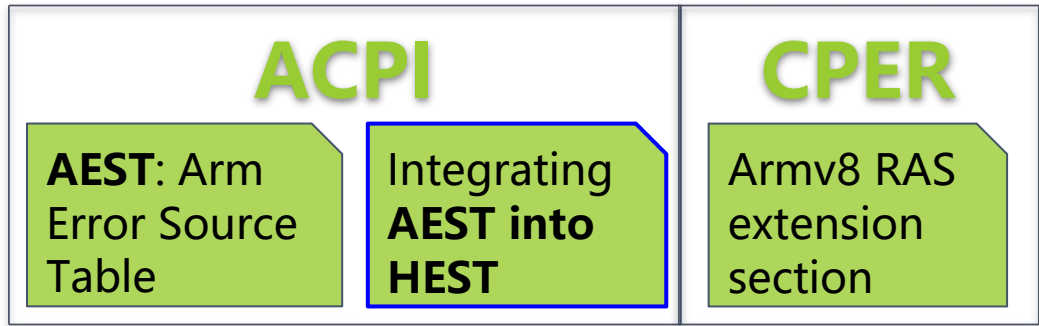 ACPI
AEST: Arm
Error Source
Table
Integrating
AEST into
HEST
CPER
Armv8 RAS
extension
section